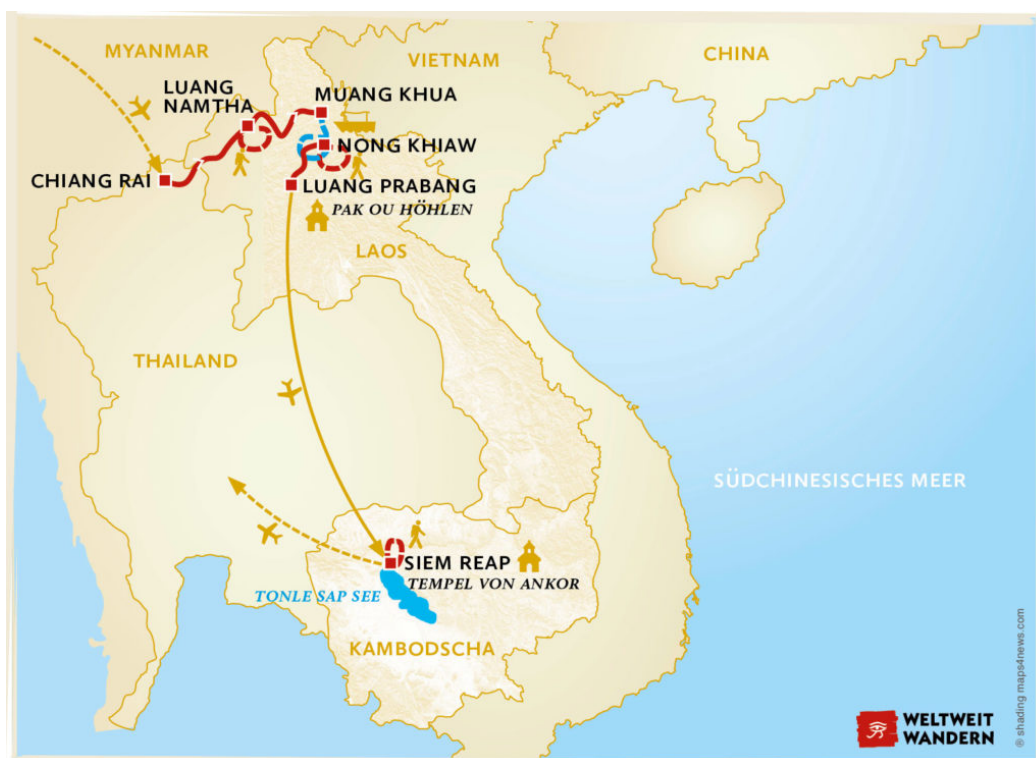 MYANMAR
VIETNAM
CHINA
LUANG
NAMTHA
MUANG KHUA
NONG KHIAW
CHIANG RAI
LUANG PRABANG
PAK OU HÖHLEN
LAOS
THAILAND
SÜDCHINESISCHES MEER
SIEM REAP
TEMPEL VON ANKOR
TONLE SAP SEE
KAMBODSCHA
WELTWEIT
WANDERN
® shading maps4news.com